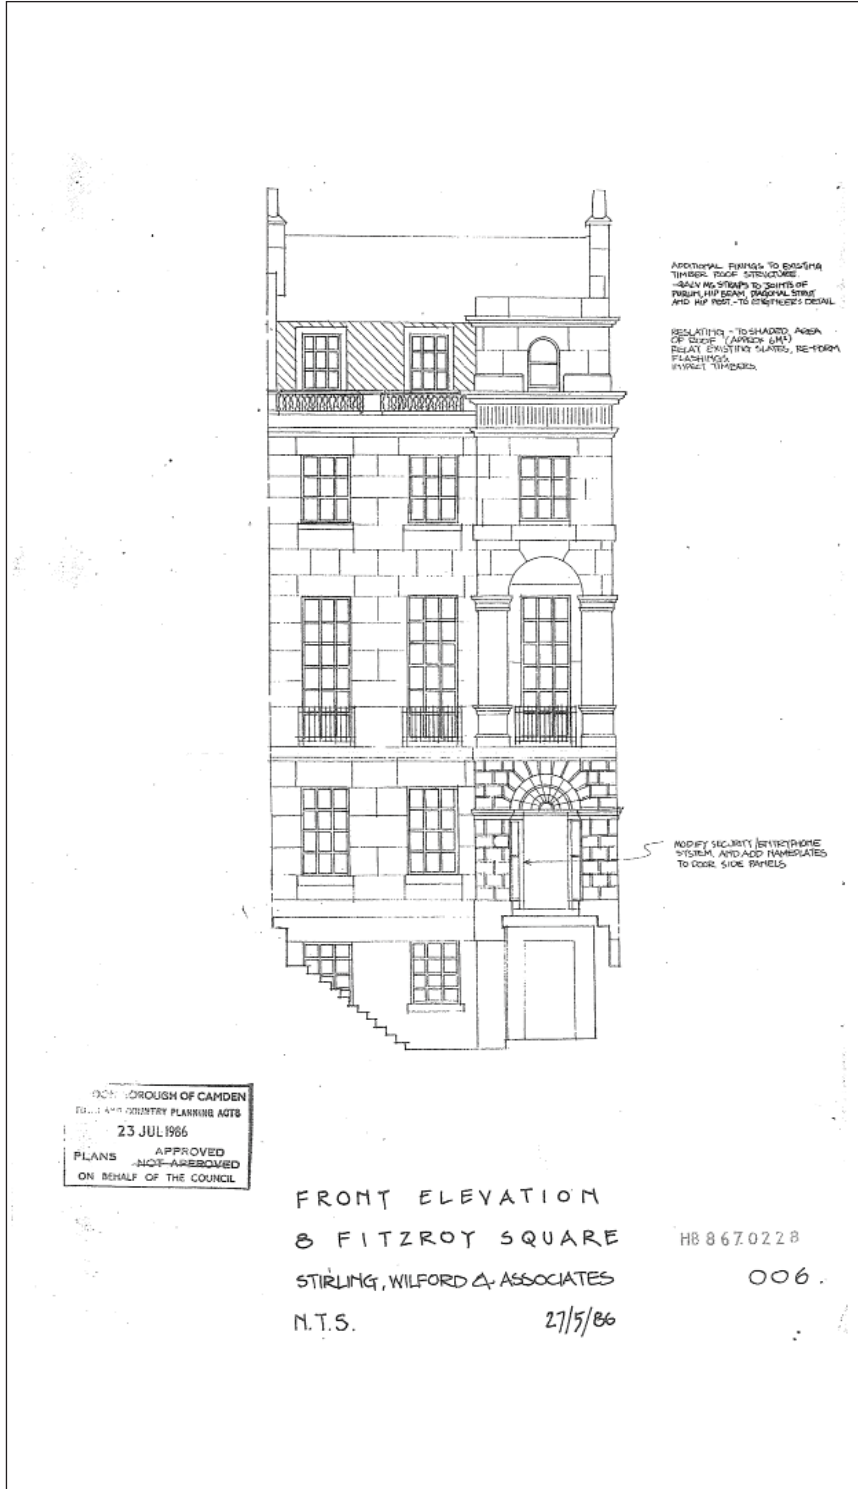 ADDITIONAL FIXINGS TO EXISTING
TIMBER ROOF STRUCTURE.
-GALV MS STRAPS TO JOINTS OF
PURLIN, HIP BEAM, DIAGONAL STRUT
AND HIP POST.-TO ENGINEER'S DETAIL
RESLATING - TO SHADED AREA
OF ROOF (APPROX 6M²)
RELAY EXISTING SLATES, RE-FORM
FLASHINGS.
INSPECT TIMBERS.
MODIFY SECURITY/ENTRYPHONE
SYSTEM, AND ADD NAMEPLATES
TO DOOR SIDE PANELS
BOROUGH OF CAMDEN
AND COUNTRY PLANNING ACTS
23 JUL 1986
PLANS APPROVED
NOT APPROVED
ON BEHALF OF THE COUNCIL
FRONT ELEVATION
8 FITZROY SQUARE
HB8670228
STIRLING, WILFORD & ASSOCIATES
006.
N.T.S. 27/5/86